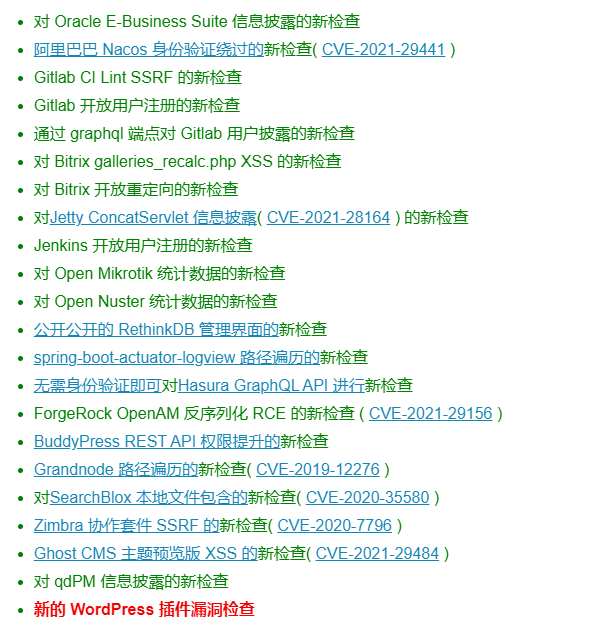 对 Oracle E-Business Suite 信息披露的新检查
阿里巴巴 Nacos 身份验证绕过的新检查( CVE-2021-29441 )
Gitlab CI Lint SSRF 的新检查
Gitlab 开放用户注册的新检查
通过 graphql 端点对 Gitlab 用户披露的新检查
对 Bitrix galleries_recalc.php XSS 的新检查
对 Bitrix 开放重定向的新检查
对Jetty ConcatServlet 信息披露( CVE-2021-28164 ) 的新检查
Jenkins 开放用户注册的新检查
对 Open Mikrotik 统计数据的新检查
对 Open Nuster 统计数据的新检查
公开公开的 RethinkDB 管理界面的新检查
spring-boot-actuator-logview 路径遍历的新检查
无需身份验证即可对Hasura GraphQL API 进行新检查
ForgeRock OpenAM 反序列化 RCE 的新检查 ( CVE-2021-29156 )
BuddyPress REST API 权限提升的新检查
Grandnode 路径遍历的新检查( CVE-2019-12276 )
对SearchBlox 本地文件包含的新检查( CVE-2020-35580 )
Zimbra 协作套件 SSRF 的新检查( CVE-2020-7796 )
Ghost CMS 主题预览版 XSS 的新检查( CVE-2021-29484 )
对 qdPM 信息披露的新检查
新的 WordPress 插件漏洞检查